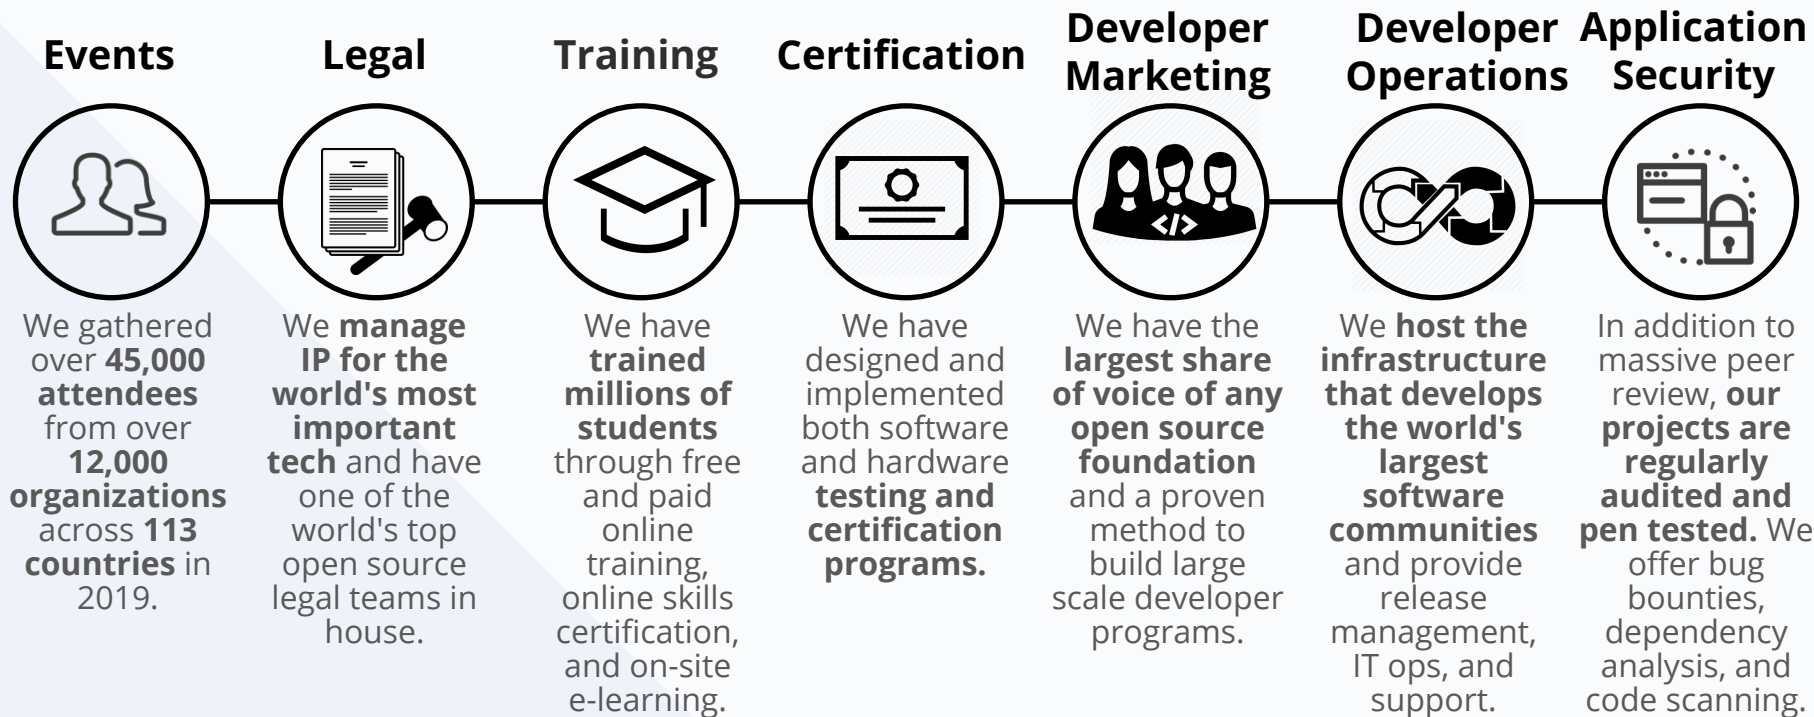 Events
We gathered
over 45,000
attendees
from over
12,000
organizations
across 113
countries in
2019.
Legal
We manage
IP for the
world's most
important
tech and have
one of the
world's top
open source
legal teams in
house.
Training
We have
trained
millions of
students
through free
and paid
online
training,
online skills
certification,
and on-site
e-learning.
Certification
We have
designed and
implemented
both software
and hardware
testing and
certification
programs.
Developer
Marketing
</>
We have the
largest share
of voice of any
open source
foundation
and a proven
method to
build large
scale developer
programs.
Developer
Operations
We host the
infrastructure
that develops
the world's
largest
software
communities
and provide
release
management,
IT ops, and
support.
Application
Security
In addition to
massive peer
review, our
projects are
regularly
audited and
pen tested. We
offer bug
bounties,
dependency
analysis, and
code scanning.